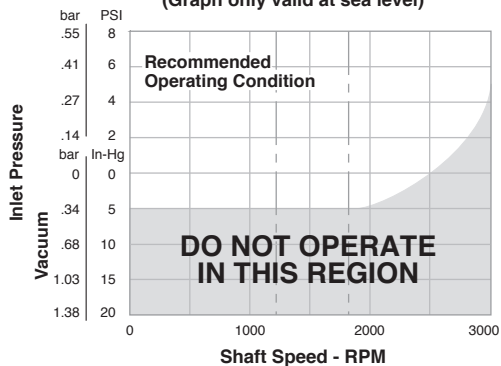 (Graph only valid at sea level)
bar PSI
.55 8
.41 6
.27 4
.14 2
bar In-Hg
0 0
.34 5
.68 10
1.03 15
1.38 20
Inlet Pressure
Vacuum
Recommended
Operating Condition
DO NOT OPERATE
IN THIS REGION
0 1000 2000 3000
Shaft Speed - RPM